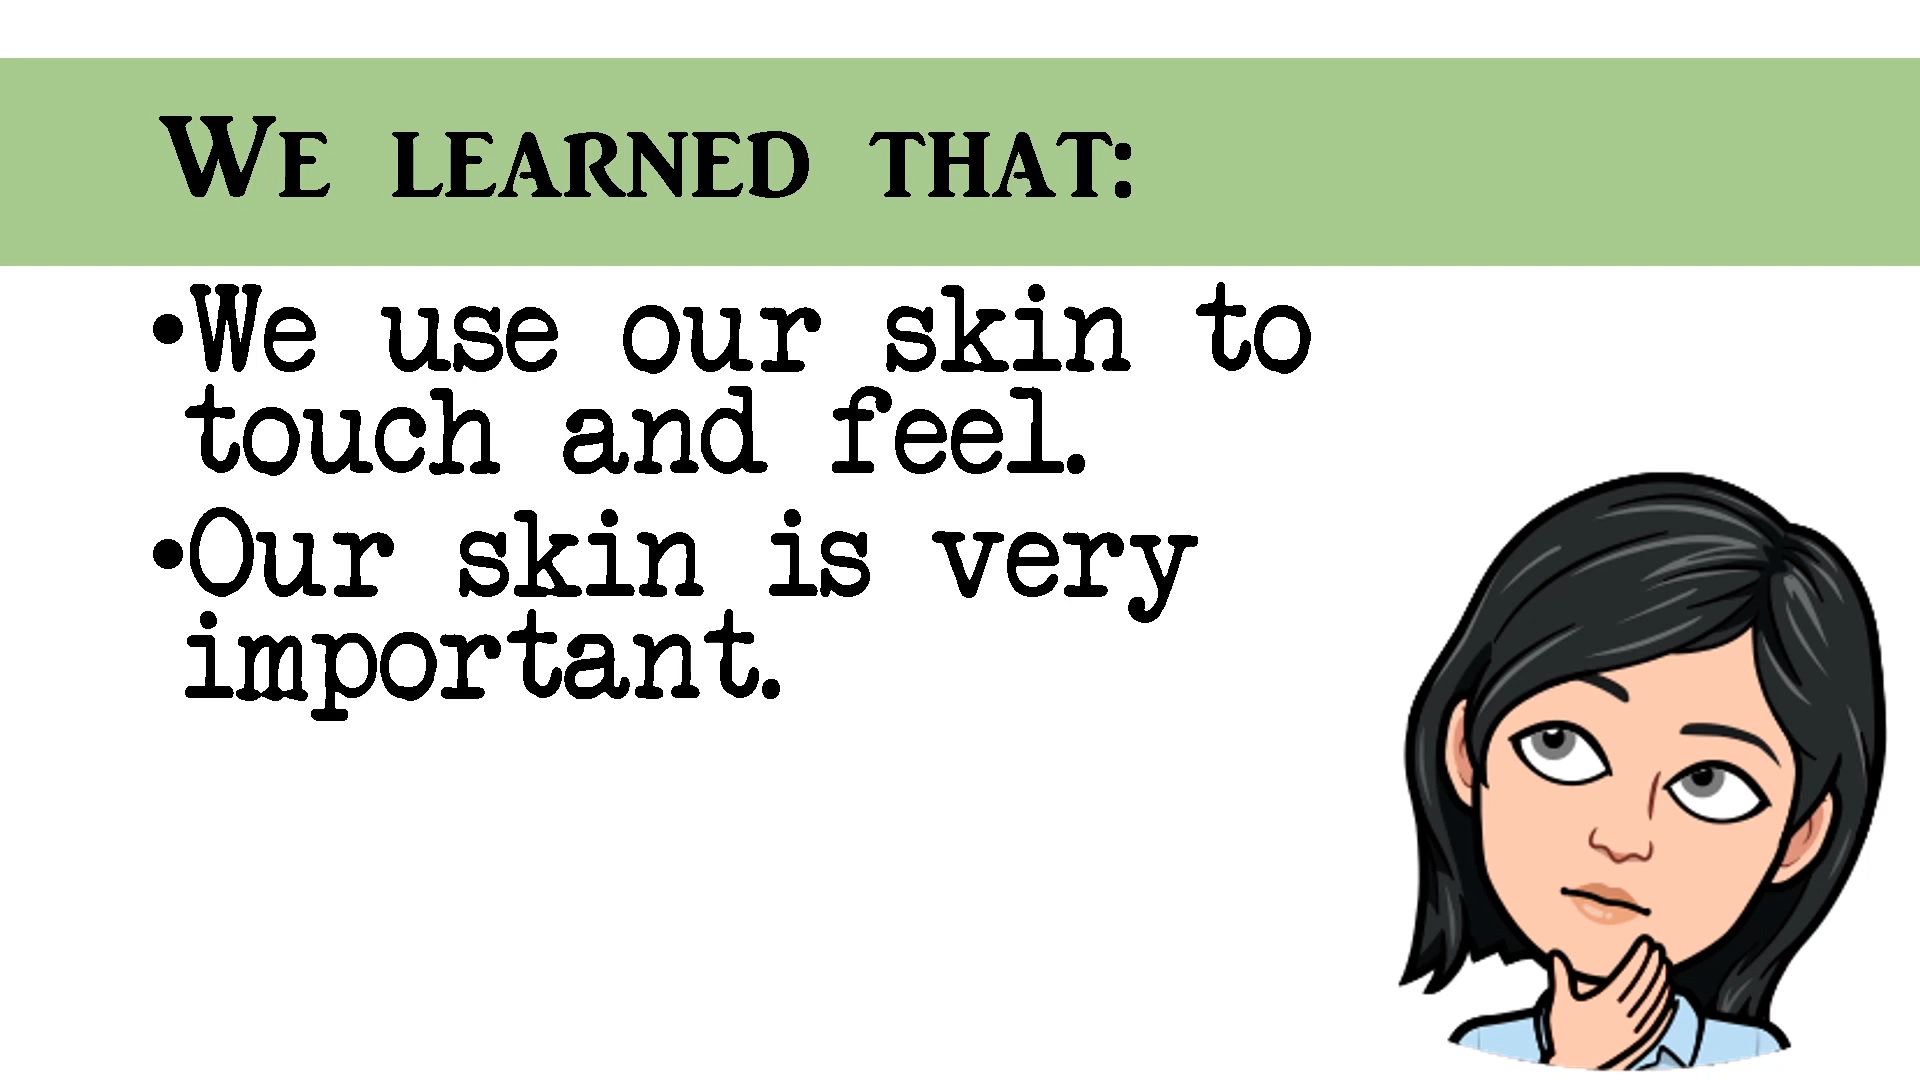 We learned that:
•We use our skin to
touch and feel.
•Our skin is very
important.